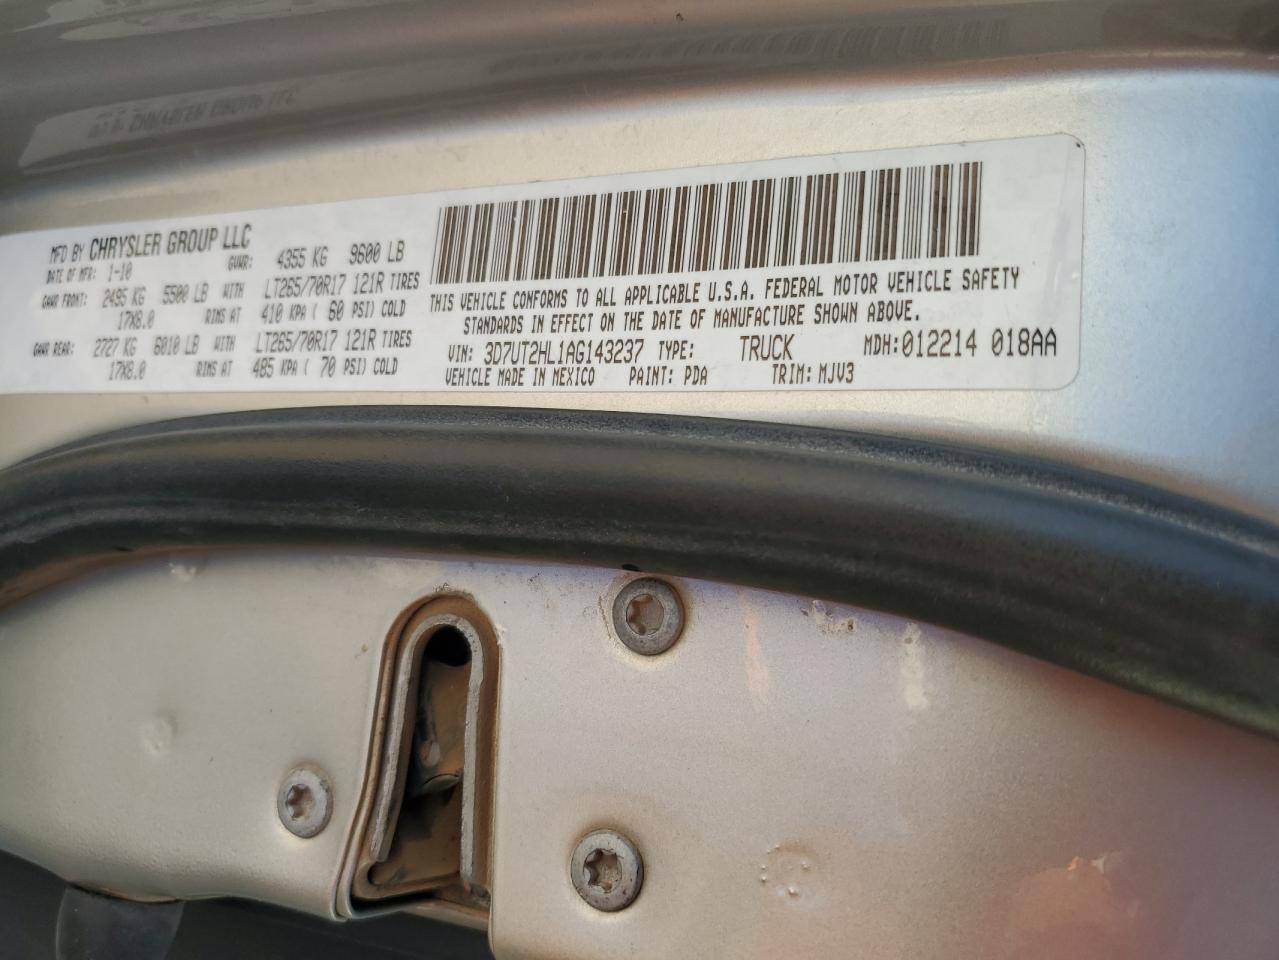 MFD BY CHRYSLER GROUP LLC
DATE OF MFR: 1-10 GVWR: 4355 KG 9600 LB
GAWR FRONT: 2495 KG 5500 LB WITH LT265/70R17 121R TIRES
17X8.0 RIMS AT 410 KPA ( 60 PSI) COLD
GAWR REAR: 2727 KG 6010 LB WITH LT265/70R17 121R TIRES
17X8.0 RIMS AT 485 KPA ( 70 PSI) COLD
THIS VEHICLE CONFORMS TO ALL APPLICABLE U.S.A. FEDERAL MOTOR VEHICLE SAFETY
STANDARDS IN EFFECT ON THE DATE OF MANUFACTURE SHOWN ABOVE.
VIN: 3D7UT2HL1AG143237 TYPE: TRUCK MDH:012214 018AA
VEHICLE MADE IN MEXICO PAINT: PDA TRIM: MJV3